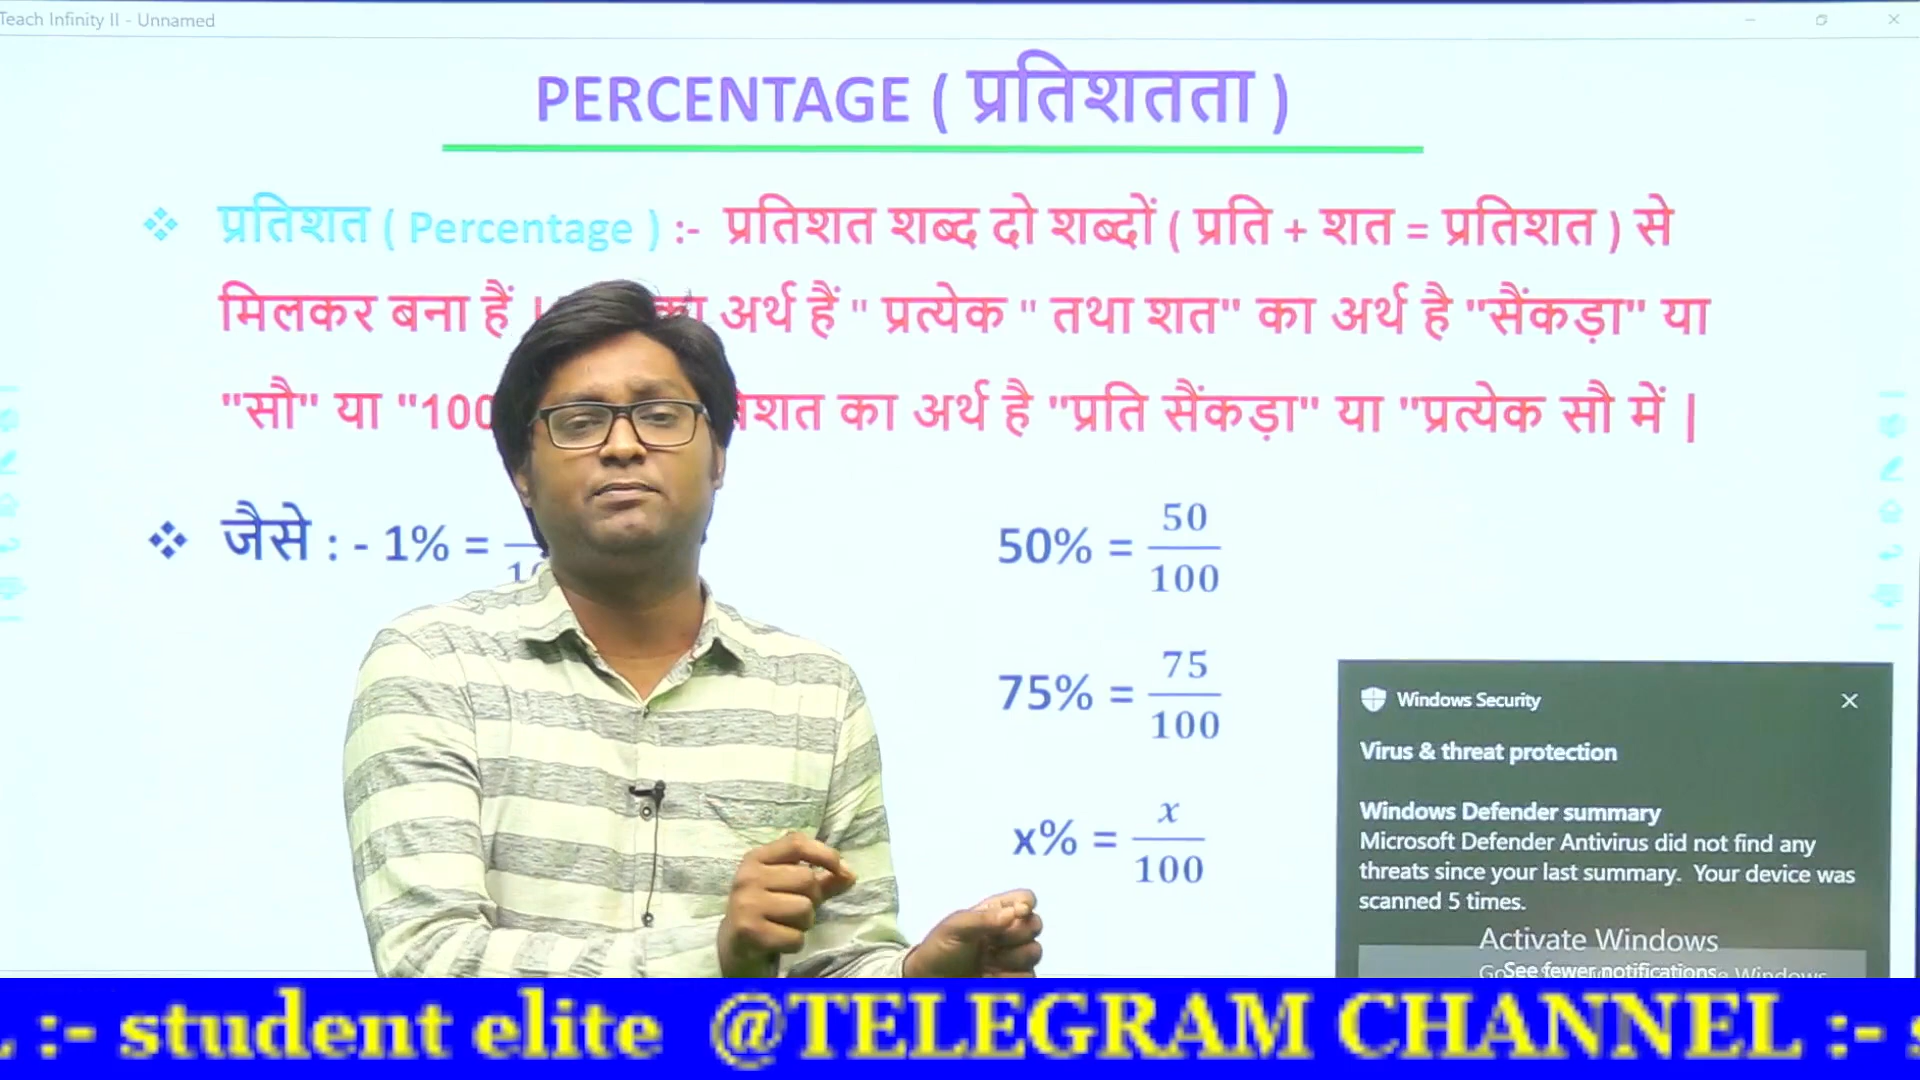 Teach Infinity II - Unnamed
PERCENTAGE ( प्रतिशतता )
❖ प्रतिशत ( Percentage ) :- प्रतिशत शब्द दो शब्दों ( प्रति + शत = प्रतिशत ) से
मिलकर बना हैं | का अर्थ हैं " प्रत्येक " तथा शत" का अर्थ है "सैंकड़ा" या
"सौ" या "100 का अर्थ है "प्रति सैंकड़ा" या "प्रत्येक सौ में |
❖ जैसे : - 1% =
50% = 50/100
75% = 75/100
x% = x/100
Windows Security
Virus & threat protection
Windows Defender summary
Microsoft Defender Antivirus did not find any
threats since your last summary. Your device was
scanned 5 times.
Activate Windows
See fewer notifications
Windows
:- student elite @TELEGRAM CHANNEL :-